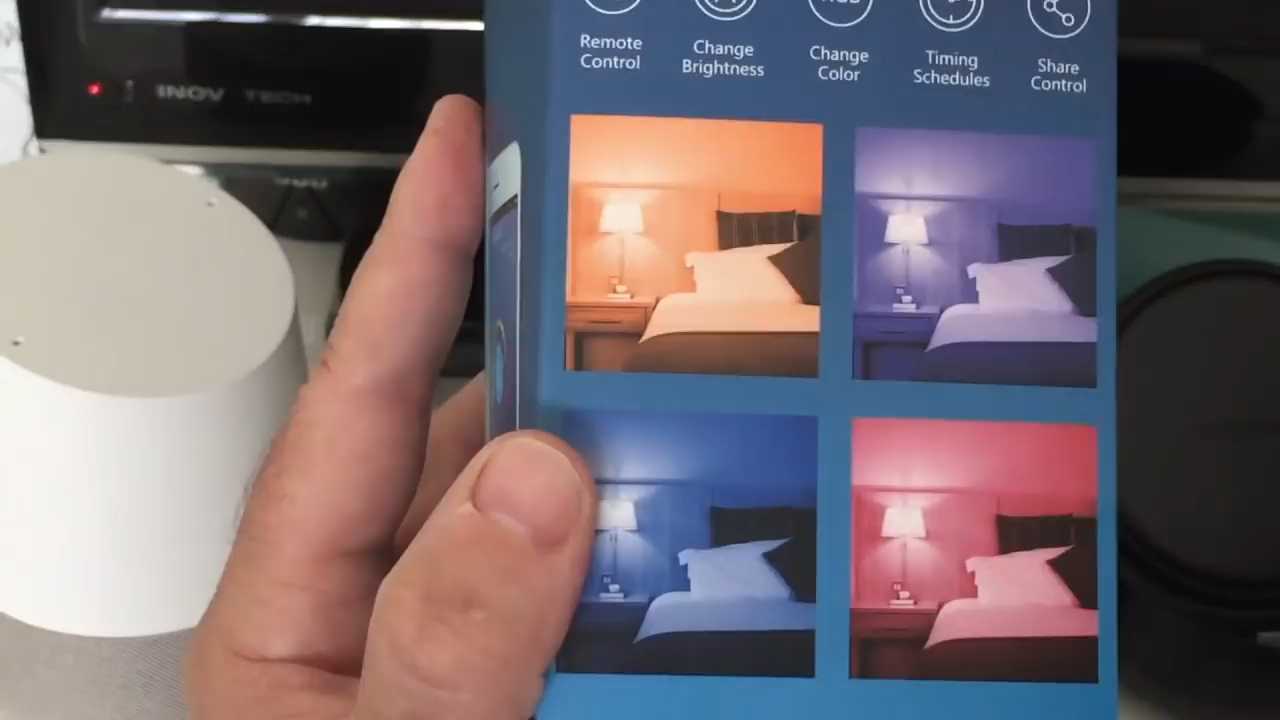 Remote
Control
Change
Brightness
Change
Color
Timing
Schedules
Share
Control
INOV TECH